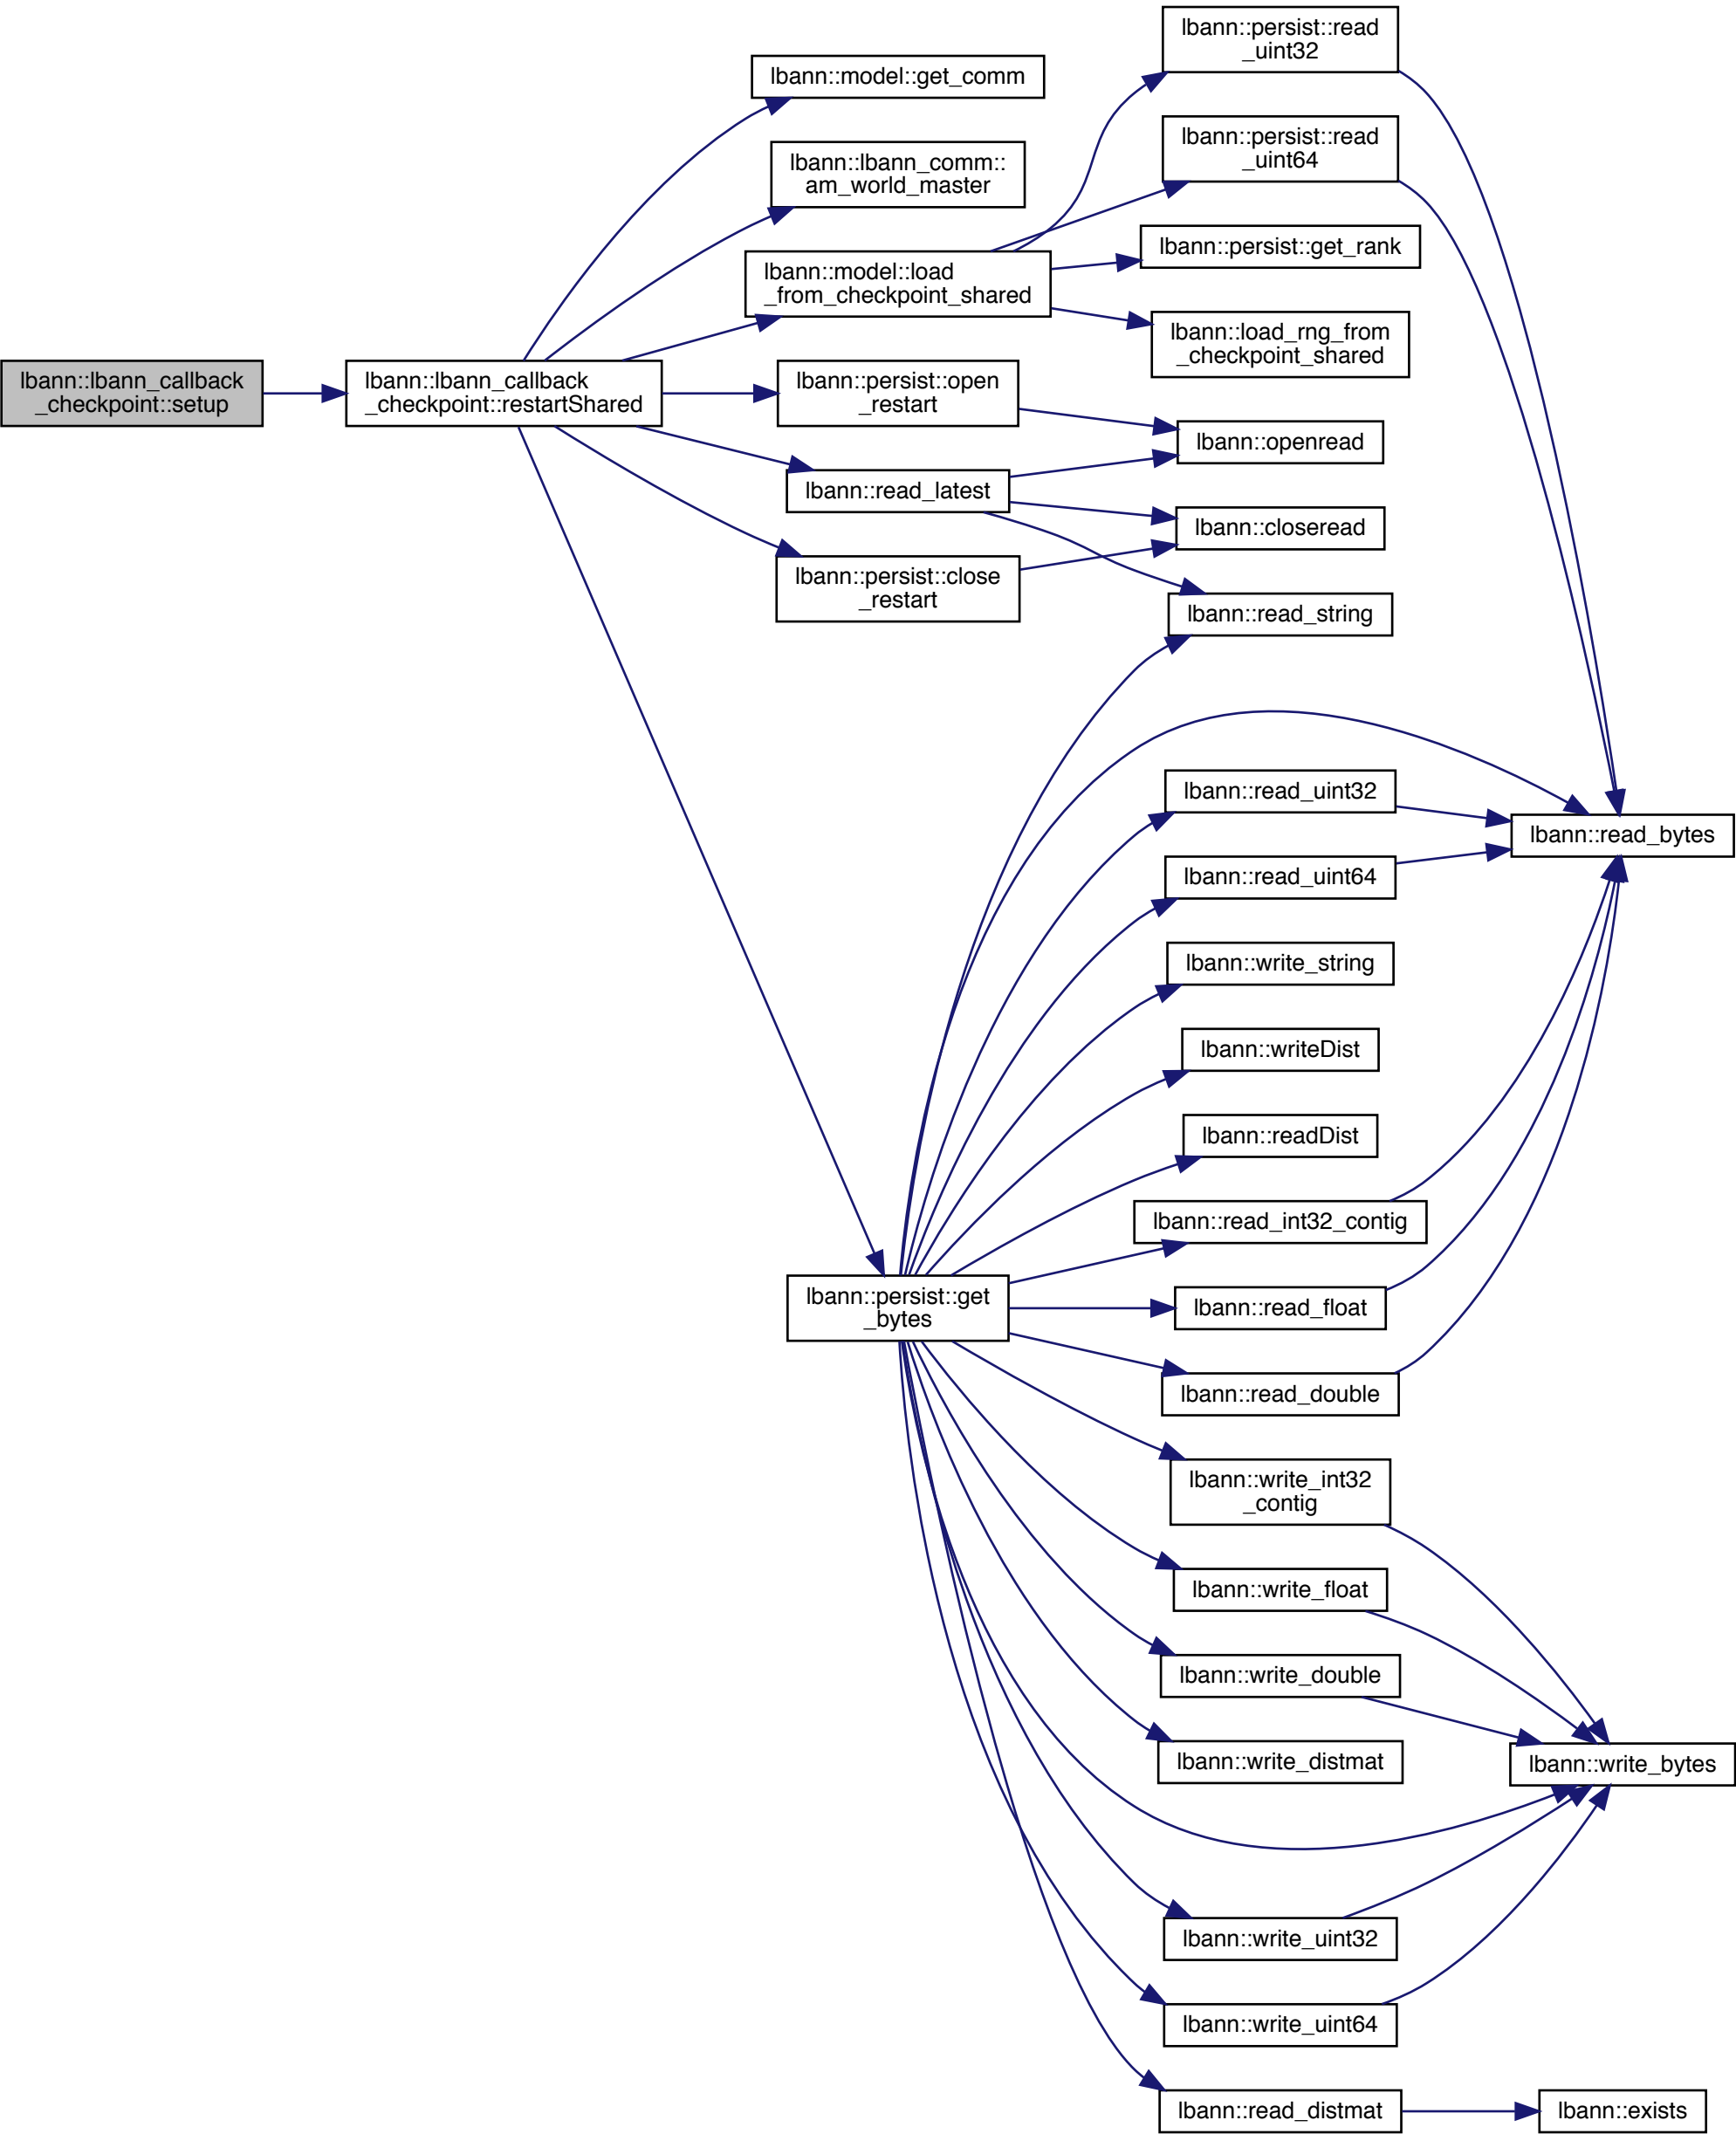 lbann::lbann_callback
_checkpoint::setup
lbann::lbann_callback
_checkpoint::restartShared
lbann::model::get_comm
lbann::lbann_comm::
am_world_master
lbann::model::load
_from_checkpoint_shared
lbann::persist::open
_restart
lbann::read_latest
lbann::persist::close
_restart
lbann::persist::get
_bytes
lbann::persist::read
_uint32
lbann::persist::read
_uint64
lbann::persist::get_rank
lbann::load_rng_from
_checkpoint_shared
lbann::openread
lbann::closeread
lbann::read_string
lbann::read_uint32
lbann::read_uint64
lbann::write_string
lbann::writeDist
lbann::readDist
lbann::read_int32_contig
lbann::read_float
lbann::read_double
lbann::write_int32
_contig
lbann::write_float
lbann::write_double
lbann::write_distmat
lbann::write_uint32
lbann::write_uint64
lbann::read_distmat
lbann::read_bytes
lbann::write_bytes
lbann::exists